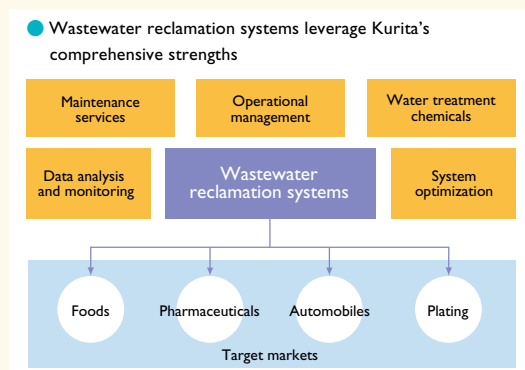 Wastewater reclamation systems leverage Kurita's
comprehensive strengths
Maintenance
services
Operational
management
Water treatment
chemicals
Data analysis
and monitoring
Wastewater
reclamation systems
System
optimization
Foods
Pharmaceuticals
Automobiles
Plating
Target markets